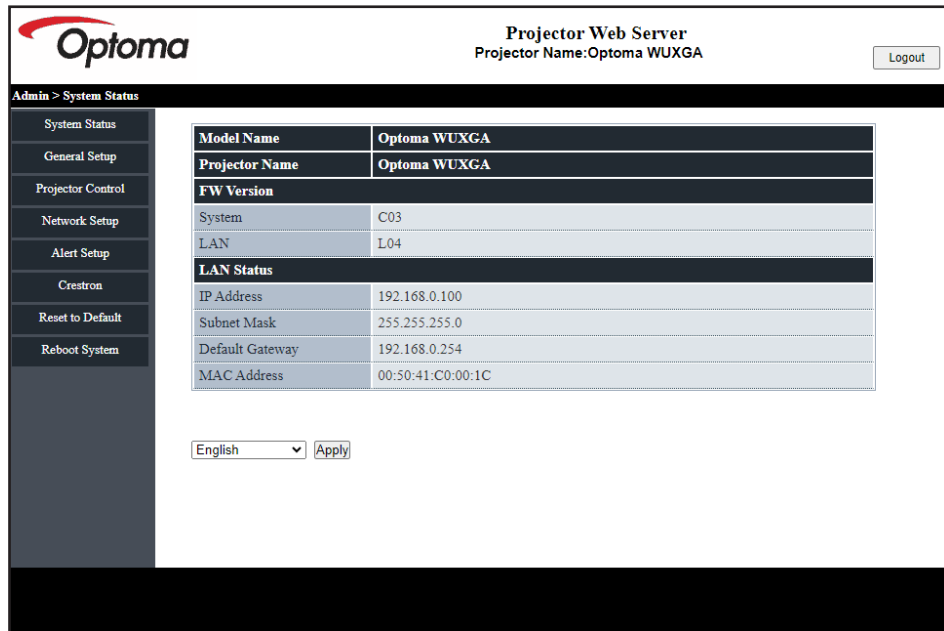 Optoma
Projector Web Server
Projector Name:Optoma WUXGA
Logout
Admin > System Status
System Status
General Setup
Projector Control
Network Setup
Alert Setup
Crestron
Reset to Default
Reboot System
Model Name Optoma WUXGA
Projector Name Optoma WUXGA
FW Version
System C03
LAN L04
LAN Status
IP Address 192.168.0.100
Subnet Mask 255.255.255.0
Default Gateway 192.168.0.254
MAC Address 00:50:41:C0:00:1C
English Apply